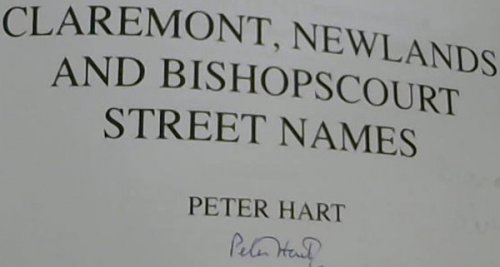 CLAREMONT, NEWLANDS
AND BISHOPSCOURT
STREET NAMES
PETER HART
Peter Hart